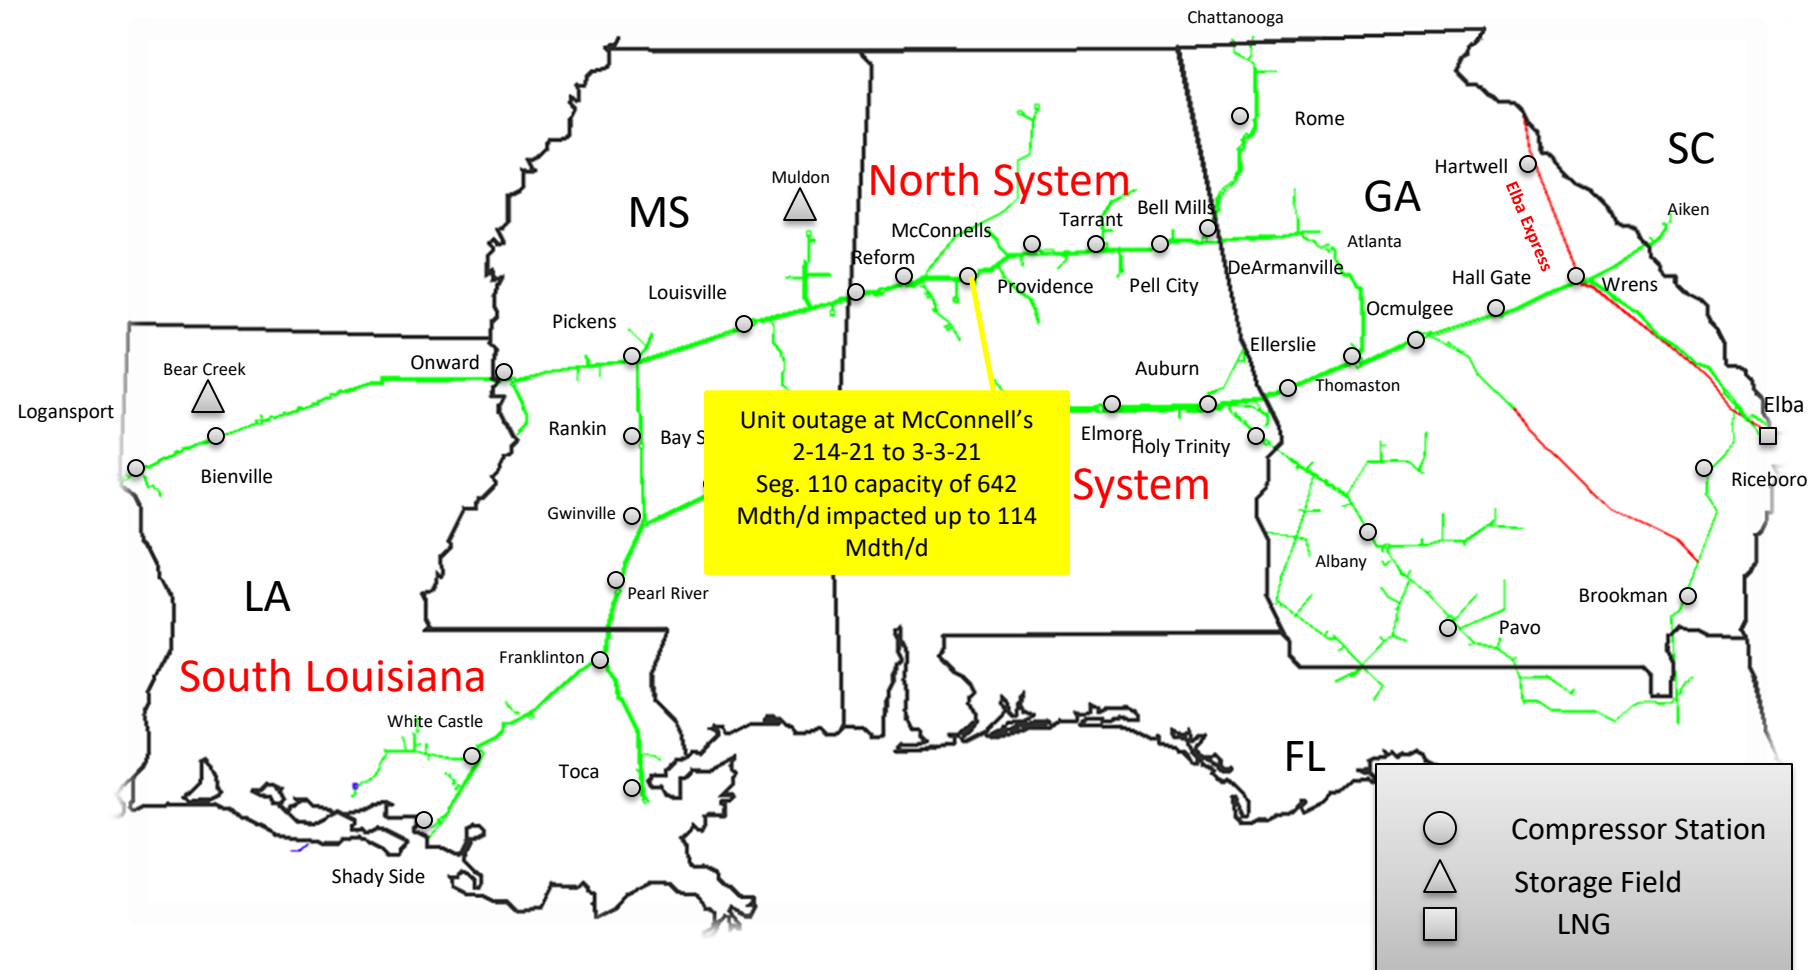 Chattanooga
Rome
SC
Hartwell
Muldon
North System
MS
GA
Elba Express
Aiken
Bell Mills
Tarrant
McConnells
Atlanta
Reform
DeArmanville
Hall Gate
Wrens
Louisville
Providence
Pell City
Ocmulgee
Pickens
Ellerslie
Onward
Auburn
Bear Creek
Thomaston
Logansport
Elba
Unit outage at McConnell’s
2-14-21 to 3-3-21
Seg. 110 capacity of 642
Mdth/d impacted up to 114
Mdth/d
Rankin
Bay S
Elmore
Holy Trinity
Bienville
System
Riceboro
Gwinville
Albany
LA
Pearl River
Brookman
Pavo
Franklinton
South Louisiana
White Castle
Toca
FL
Shady Side
Compressor Station
Storage Field
LNG